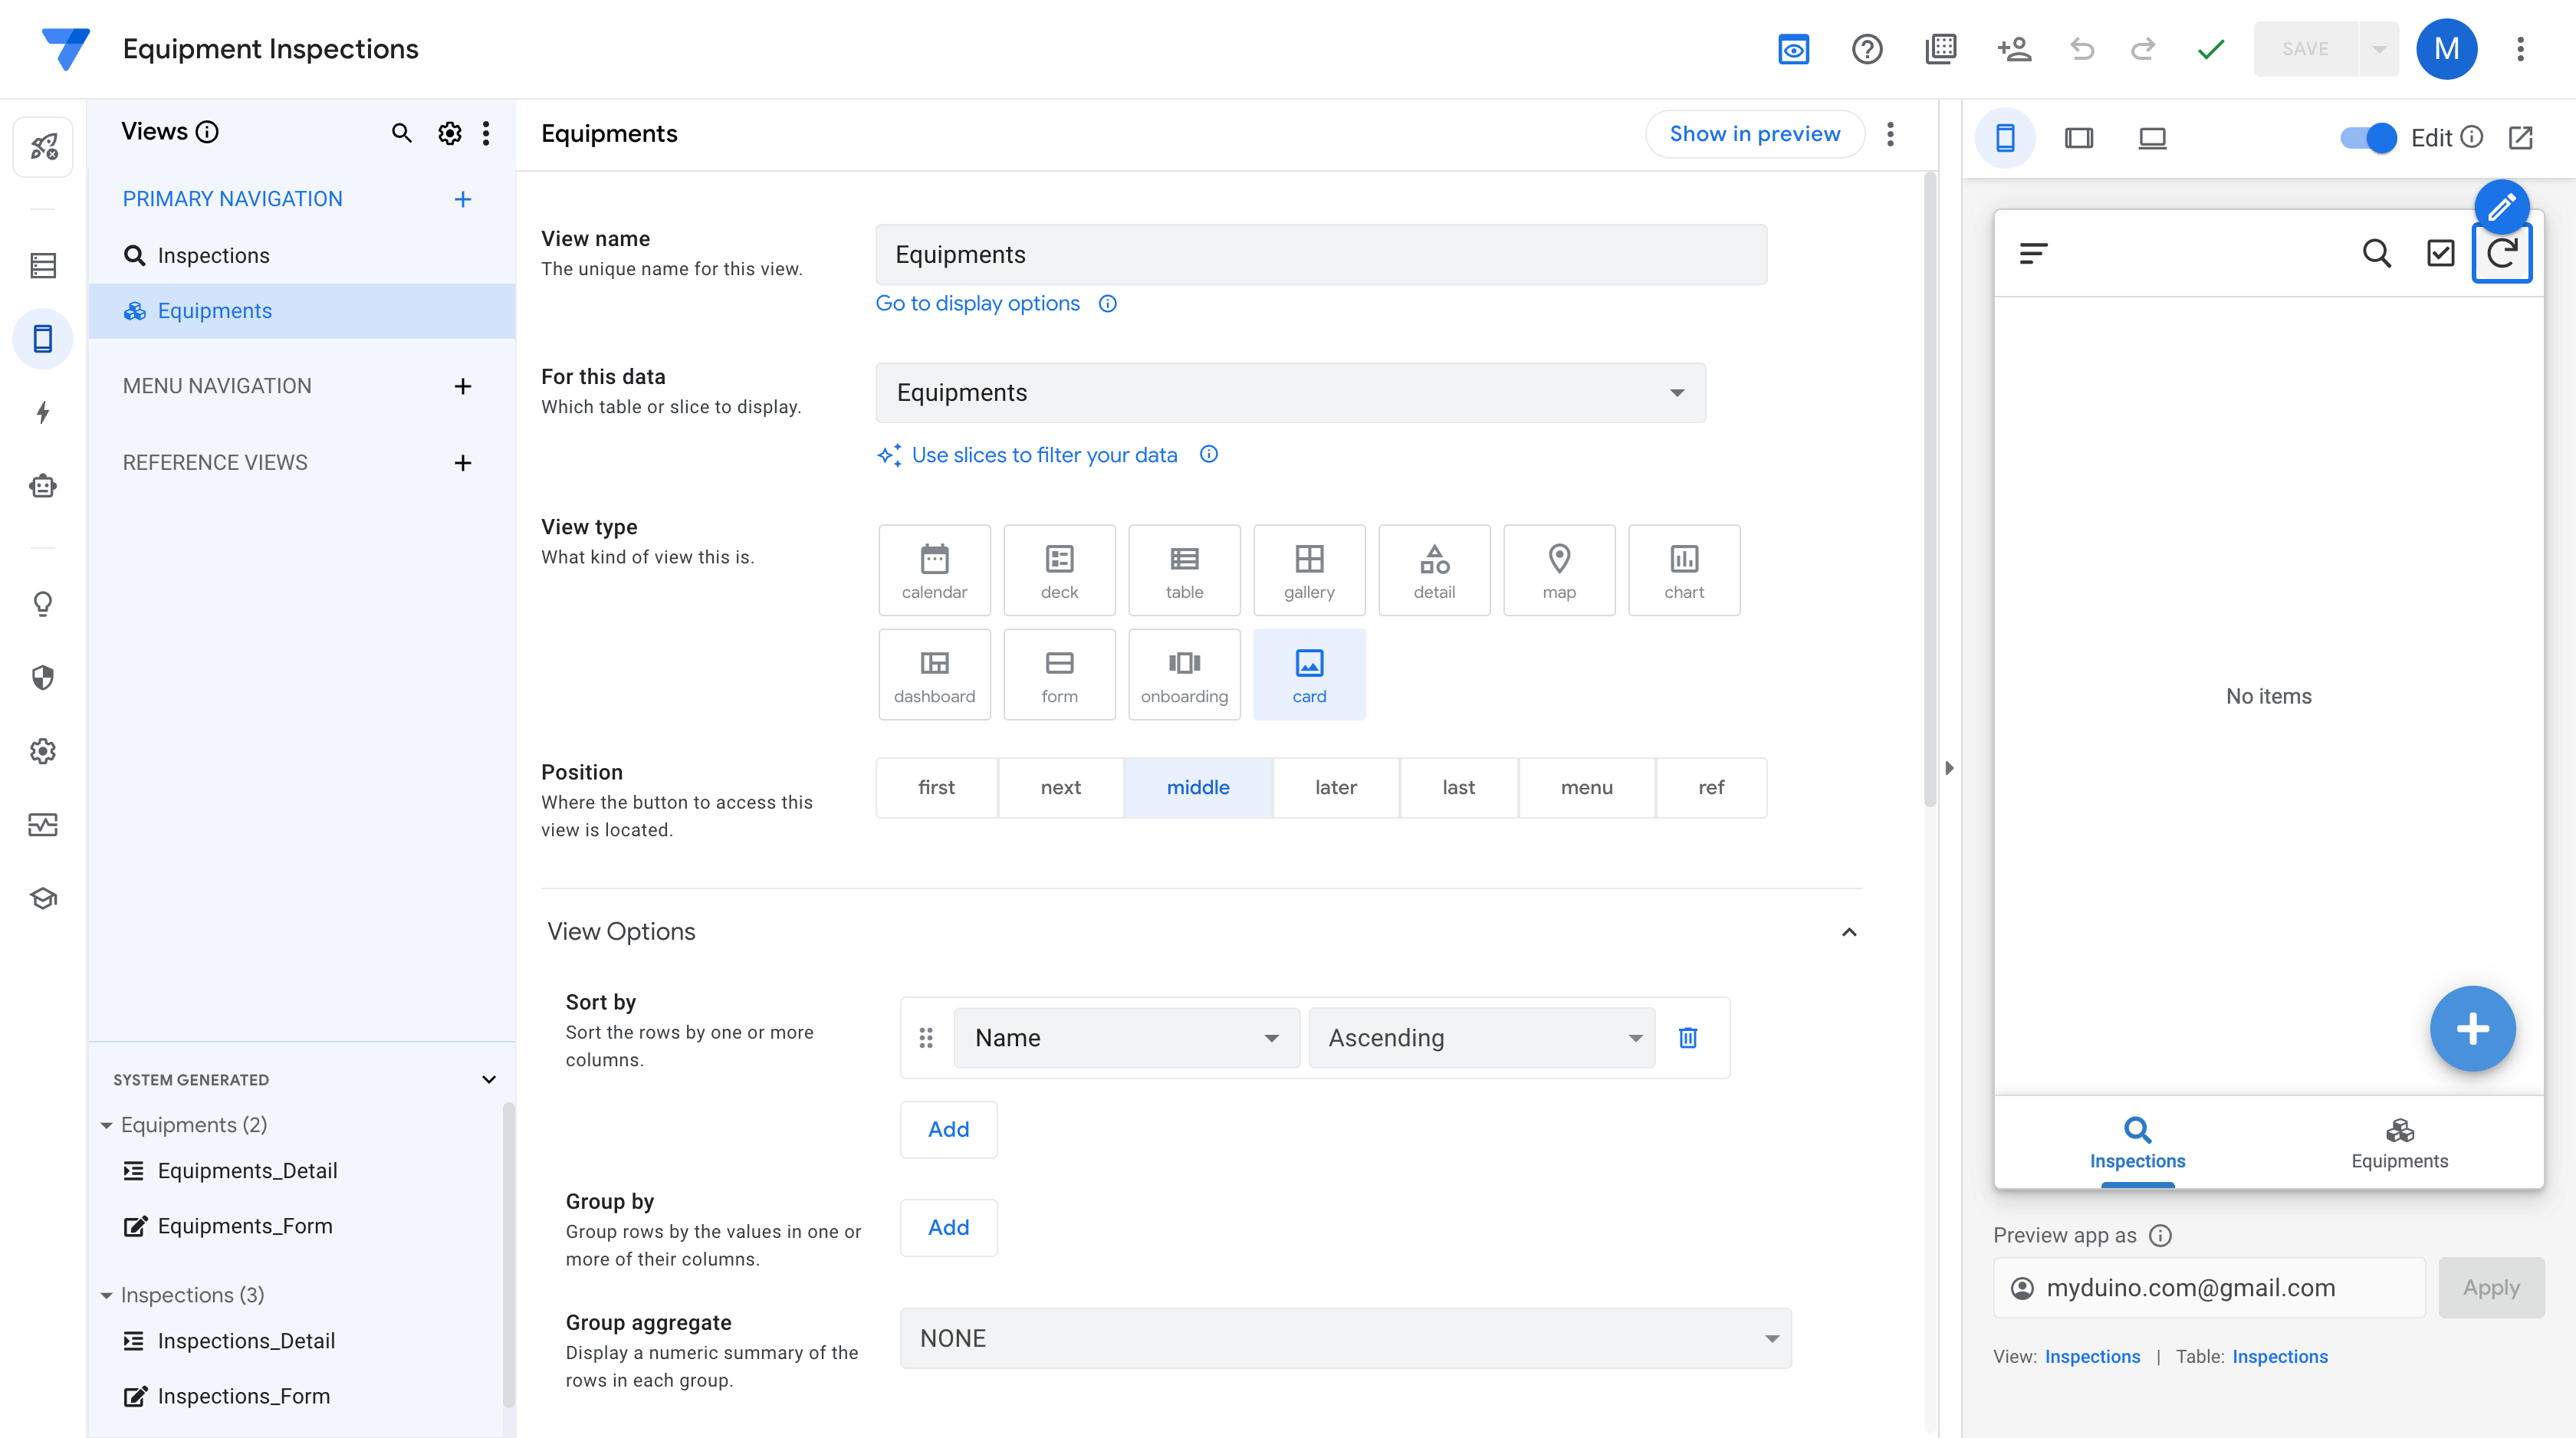 Equipment Inspections
SAVE
M
Views
PRIMARY NAVIGATION
Inspections
Equipments
MENU NAVIGATION
REFERENCE VIEWS
SYSTEM GENERATED
Equipments (2)
Equipments_Detail
Equipments_Form
Inspections (3)
Inspections_Detail
Inspections_Form
Equipments
Show in preview
View name
The unique name for this view.
Equipments
Go to display options
For this data
Which table or slice to display.
Equipments
Use slices to filter your data
View type
What kind of view this is.
calendar
deck
table
gallery
detail
map
chart
dashboard
form
onboarding
card
Position
Where the button to access this
view is located.
first
next
middle
later
last
menu
ref
View Options
Sort by
Sort the rows by one or more
columns.
Name
Ascending
Add
Group by
Group rows by the values in one or
more of their columns.
Add
Group aggregate
Display a numeric summary of the
rows in each group.
NONE
Edit
No items
Inspections
Equipments
Preview app as
myduino.com@gmail.com
Apply
View: Inspections | Table: Inspections